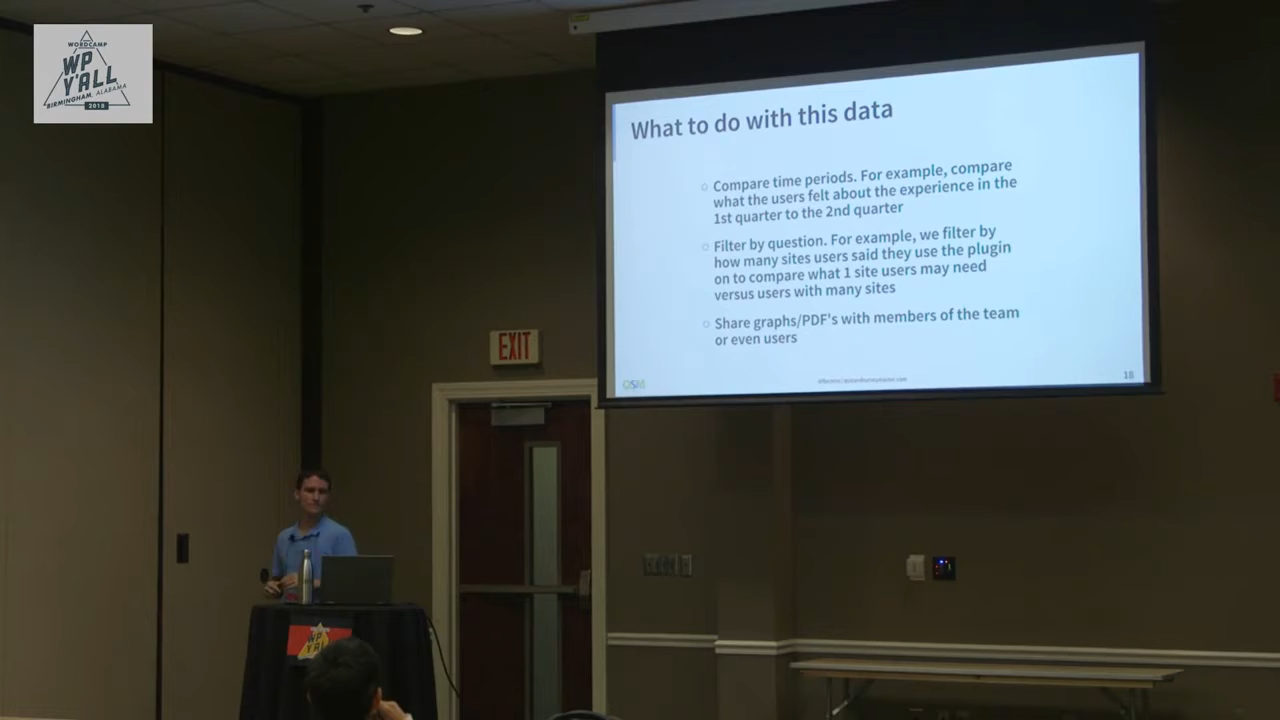 WORDCAMP
WP
Y'ALL
BIRMINGHAM, ALABAMA
2018
What to do with this data
Compare time periods. For example, compare
what the users felt about the experience in the
1st quarter to the 2nd quarter
Filter by question. For example, we filter by
how many sites users said they use the plugin
on to compare what 1 site users may need
versus users with many sites
Share graphs/PDF's with members of the team
or even users
18
EXIT
WP